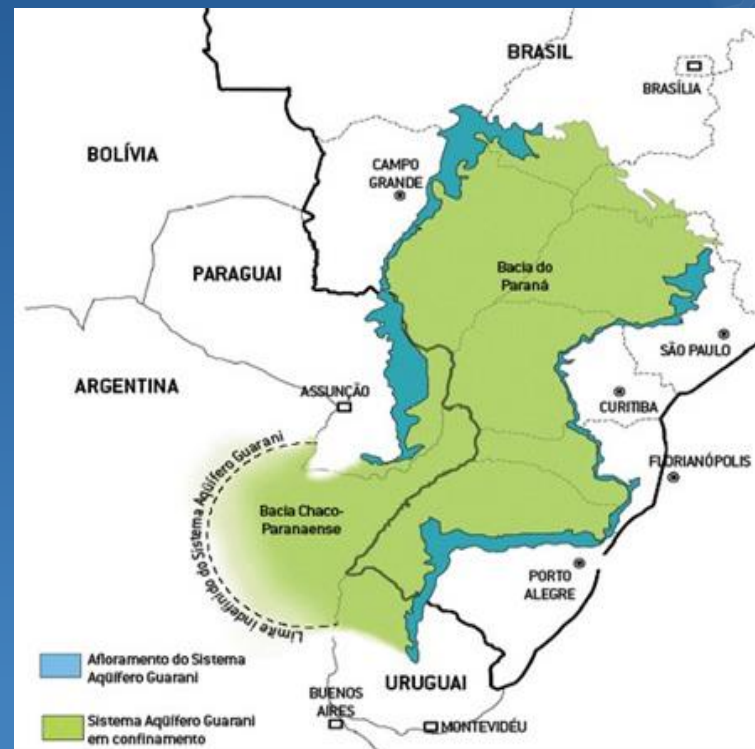 BRASIL
BRASÍLIA
BOLÍVIA
CAMPO
GRANDE
PARAGUAI
Bacia do
Paraná
SÃO PAULO
ARGENTINA
ASSUNÇÃO
CURITIBA
FLORIANÓPOLIS
Limite indefinido do Sistema Aqüífero Guarani
Bacia Chaco-
Paranaense
PORTO
ALEGRE
Afloramento do Sistema
Aqüífero Guarani
URUGUAI
BUENOS
AIRES
MONTEVIDÉU
Sistema Aqüífero Guarani
em confinamento